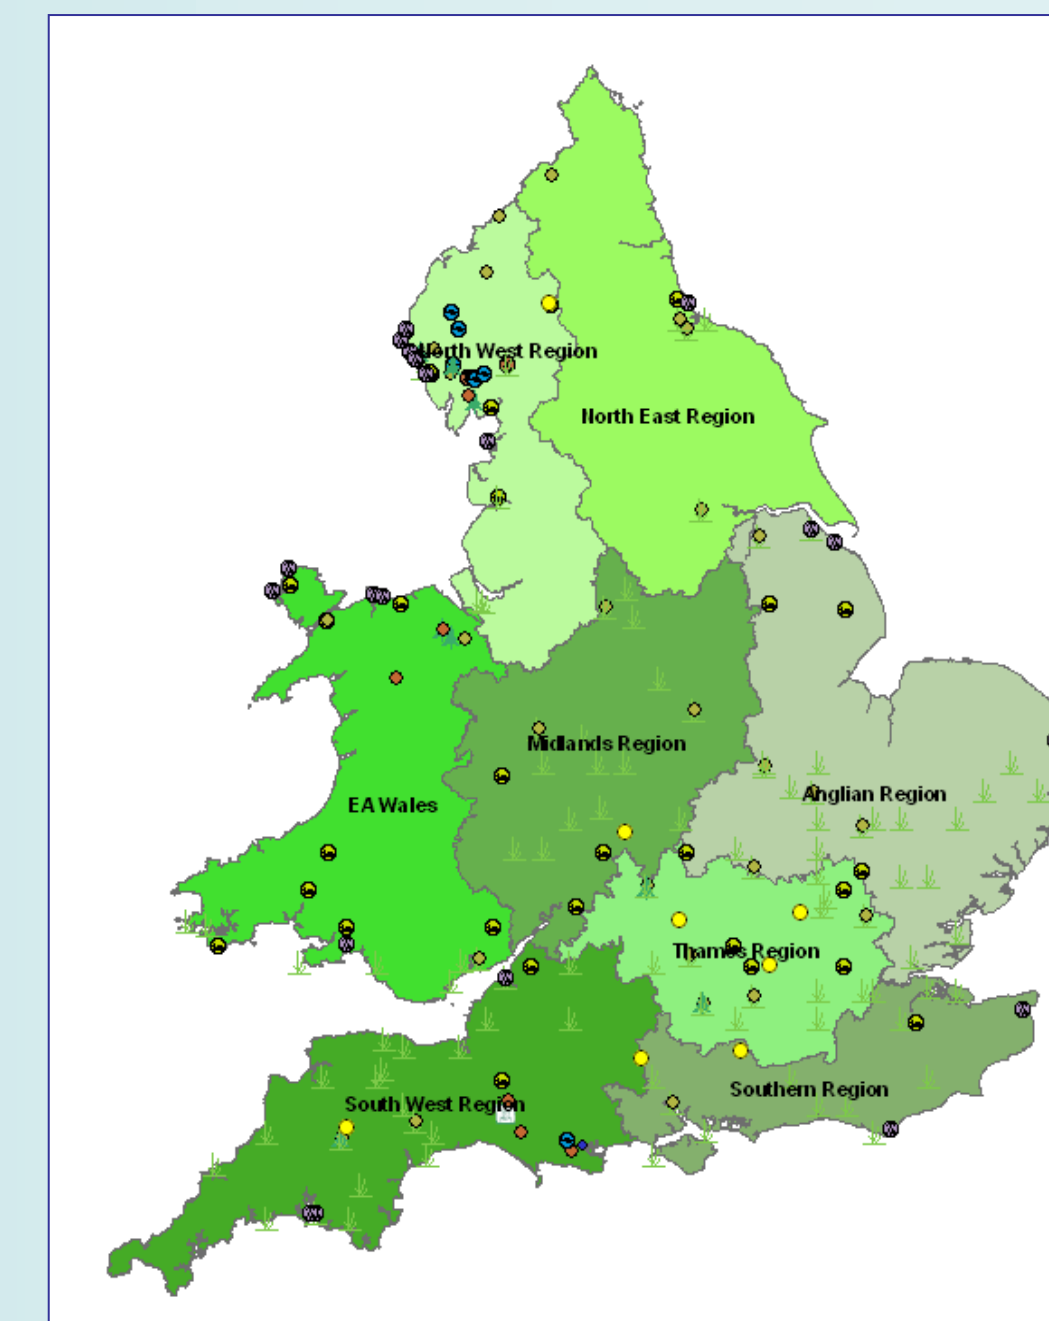 North West Region
North East Region
Midlands Region
Anglian Region
EA Wales
Thames Region
Southern Region
South West Region